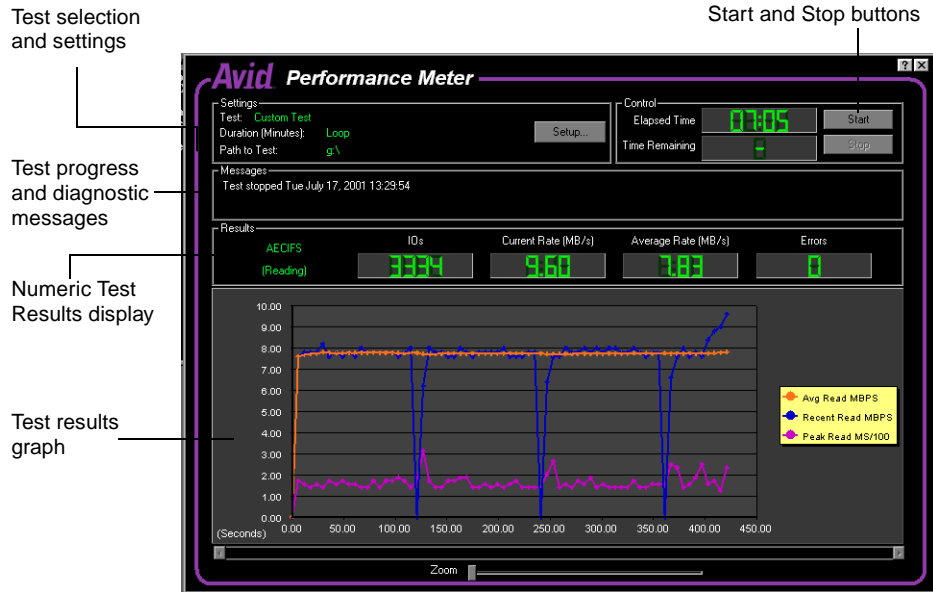 Test selection
and settings
Start and Stop buttons
Avid Performance Meter
? X
Settings
Test: Custom Test
Duration (Minutes): Loop
Path to Test: g:\
Setup...
Control
Elapsed Time 07:05 Start
Time Remaining - Stop
Test progress
and diagnostic
messages
Messages
Test stopped Tue July 17, 2001 13:29:54
Numeric Test
Results display
Results
AECIFS
(Reading)
IOs Current Rate (MB/s) Average Rate (MB/s) Errors
3334 9.60 7.83 0
Test results
graph
10.00
9.00
8.00
7.00
6.00
5.00
4.00
3.00
2.00
1.00
0.00
(Seconds)
0.00 50.00 100.00 150.00 200.00 250.00 300.00 350.00 400.00 450.00
Avg Read MBPS
Recent Read MBPS
Peak Read MS/100
Zoom